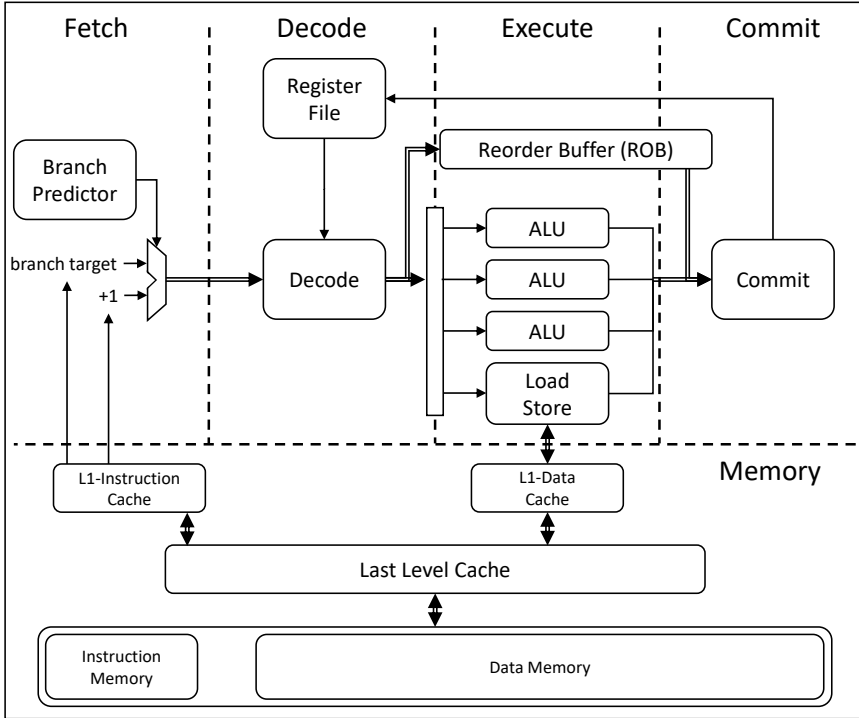 Fetch
Decode
Execute
Commit
Register
File
Reorder Buffer (ROB)
Branch
Predictor
branch target
+1
Decode
ALU
ALU
ALU
Load
Store
Commit
Memory
L1-Instruction
Cache
L1-Data
Cache
Last Level Cache
Instruction
Memory
Data Memory